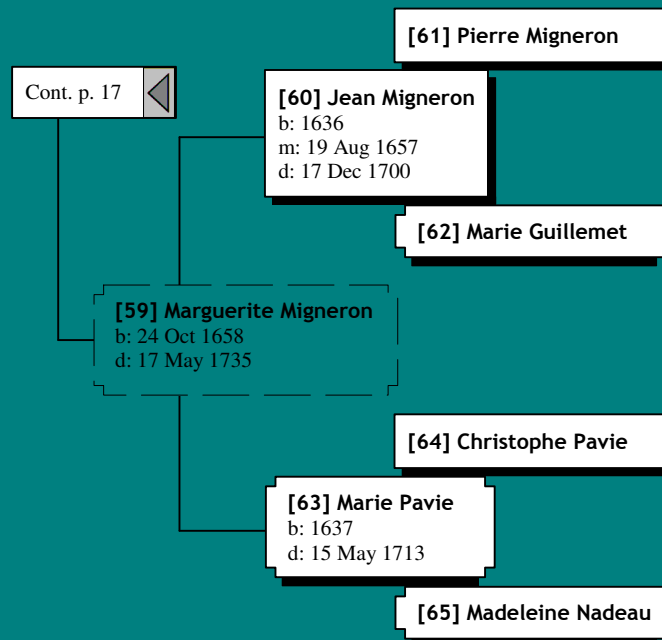 [61] Pierre Migneron
Cont. p. 17
[60] Jean Migneron
b: 1636
m: 19 Aug 1657
d: 17 Dec 1700
[62] Marie Guillemet
[59] Marguerite Migneron
b: 24 Oct 1658
d: 17 May 1735
[64] Christophe Pavie
[63] Marie Pavie
b: 1637
d: 15 May 1713
[65] Madeleine Nadeau